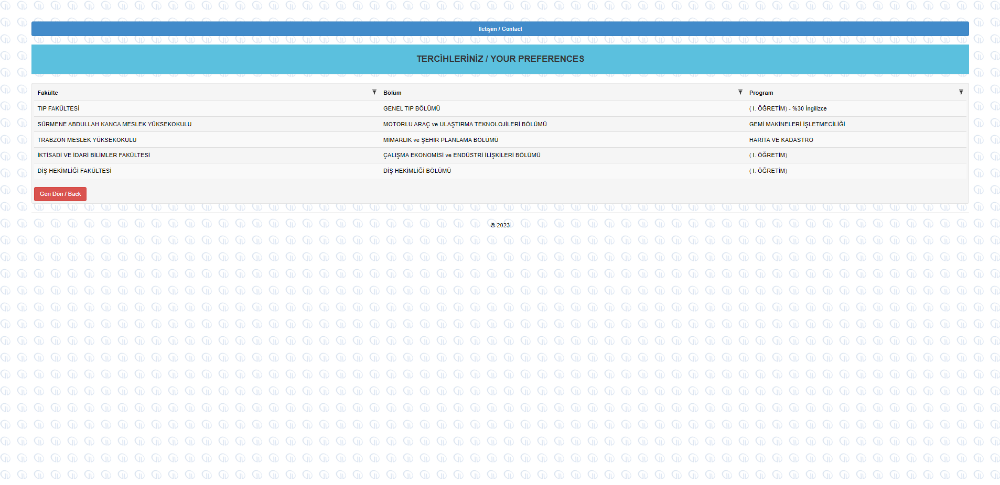 İletişim / Contact
TERCİHLERİNİZ / YOUR PREFERENCES
Fakülte Bölüm Program
TIP FAKÜLTESİ GENEL TIP BÖLÜMÜ ( I. ÖĞRETİM) - %30 İngilizce
SÜRMENE ABDULLAH KANCA MESLEK YÜKSEKOKULU MOTORLU ARAÇ ve ULAŞTIRMA TEKNOLOJİLERİ BÖLÜMÜ GEMİ MAKİNELERİ İŞLETMECİLİĞİ
TRABZON MESLEK YÜKSEKOKULU MİMARLIK ve ŞEHİR PLANLAMA BÖLÜMÜ HARİTA VE KADASTRO
İKTİSADİ VE İDARİ BİLİMLER FAKÜLTESİ ÇALIŞMA EKONOMİSİ ve ENDÜSTRİ İLİŞKİLERİ BÖLÜMÜ ( I. ÖĞRETİM)
DİŞ HEKİMLİĞİ FAKÜLTESİ DİŞ HEKİMLİĞİ BÖLÜMÜ ( I. ÖĞRETİM)
Geri Dön / Back
© 2023